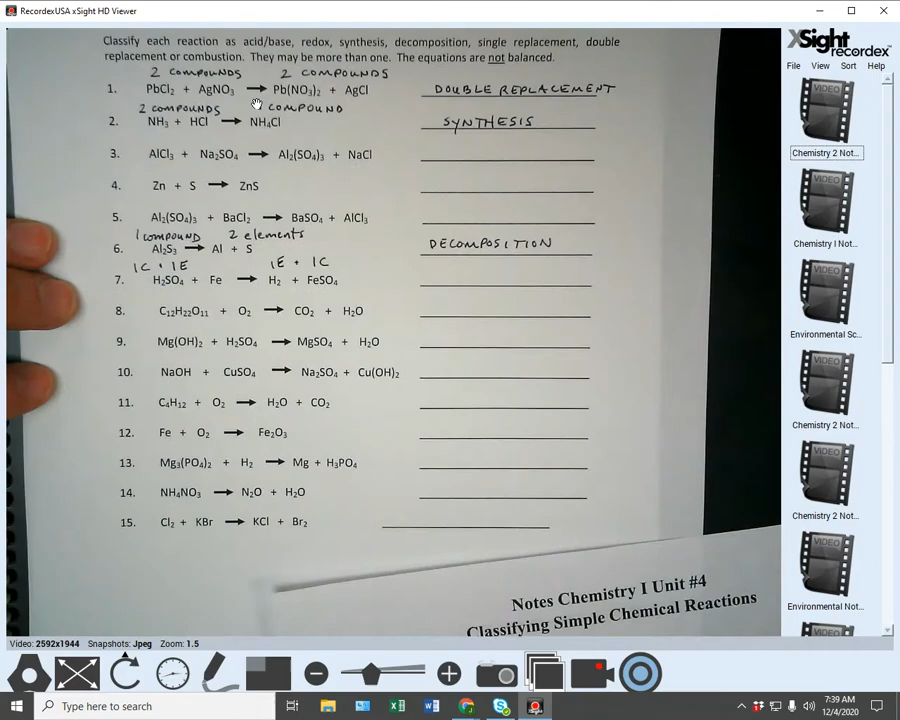 RecordexUSA xSight HD Viewer
Classify each reaction as acid/base, redox, synthesis, decomposition, single replacement, double
replacement or combustion. They may be more than one. The equations are not balanced.
2 COMPOUNDS 2 COMPOUNDS
1. PbCl₂ + AgNO₃ → Pb(NO₃)₂ + AgCl DOUBLE REPLACEMENT
2 COMPOUNDS COMPOUND
2. NH₃ + HCl → NH₄Cl SYNTHESIS
3. AlCl₃ + Na₂SO₄ → Al₂(SO₄)₃ + NaCl
4. Zn + S → ZnS
5. Al₂(SO₄)₃ + BaCl₂ → BaSO₄ + AlCl₃
1 compound 2 elements
6. Al₂S₃ → Al + S DECOMPOSITION
1C + 1E 1E + 1C
7. H₂SO₄ + Fe → H₂ + FeSO₄
8. C₁₂H₂₂O₁₁ + O₂ → CO₂ + H₂O
9. Mg(OH)₂ + H₂SO₄ → MgSO₄ + H₂O
10. NaOH + CuSO₄ → Na₂SO₄ + Cu(OH)₂
11. C₄H₁₂ + O₂ → H₂O + CO₂
12. Fe + O₂ → Fe₂O₃
13. Mg₃(PO₄)₂ + H₂ → Mg + H₃PO₄
14. NH₄NO₃ → N₂O + H₂O
15. Cl₂ + KBr → KCl + Br₂
Notes Chemistry I Unit #4
Classifying Simple Chemical Reactions
xSight
recordex
File View Sort Help
VIDEO
Chemistry 2 Not...
VIDEO
Chemistry I Note...
VIDEO
Environmental Sc...
VIDEO
Chemistry 2 Not...
VIDEO
Chemistry 2 Not...
VIDEO
Environmental Not...
VIDEO
Video: 2592x1944 Snapshots: Jpeg Zoom: 1.5
Type here to search
7:39 AM
12/4/2020